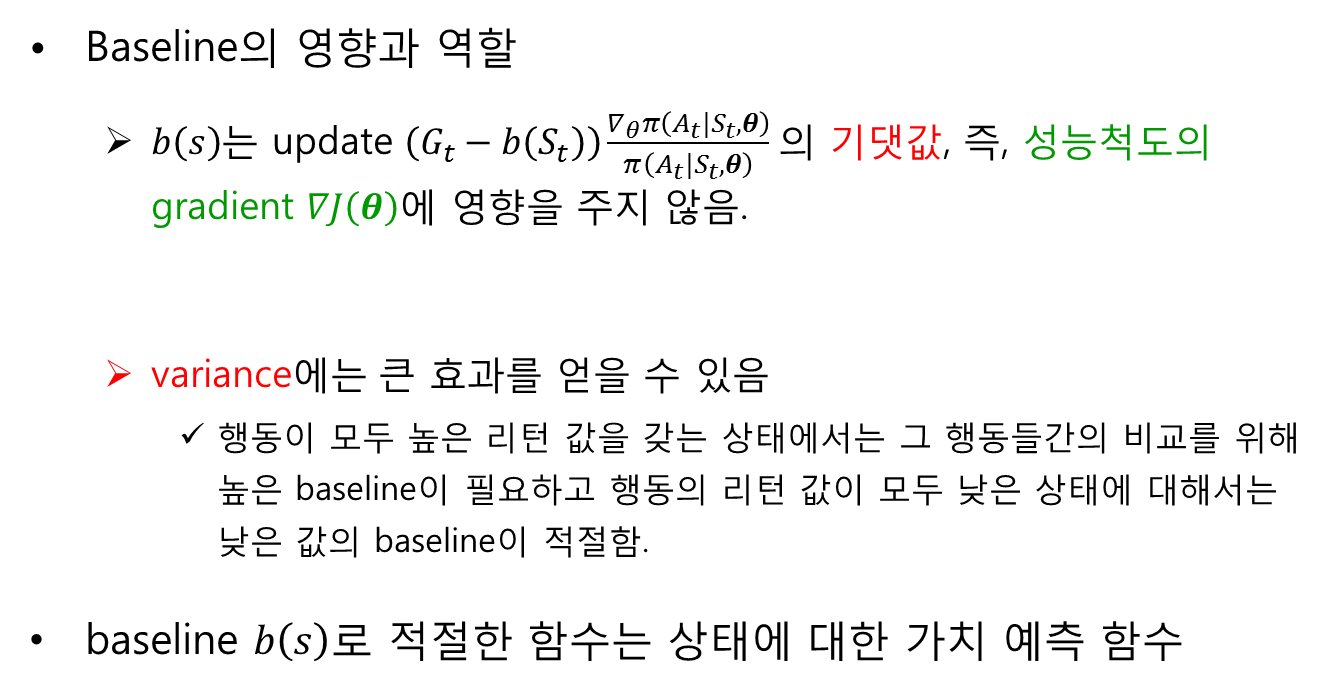 • Baseline의 영향과 역할
➢ b(s)는 update (G_t − b(S_t)) ∇_θπ(A_t|S_t,θ) / π(A_t|S_t,θ) 의 기댓값, 즉, 성능척도의
gradient ∇J(θ)에 영향을 주지 않음.
➢ variance에는 큰 효과를 얻을 수 있음
✓ 행동이 모두 높은 리턴 값을 갖는 상태에서는 그 행동들간의 비교를 위해
높은 baseline이 필요하고 행동의 리턴 값이 모두 낮은 상태에 대해서는
낮은 값의 baseline이 적절함.
• baseline b(s)로 적절한 함수는 상태에 대한 가치 예측 함수